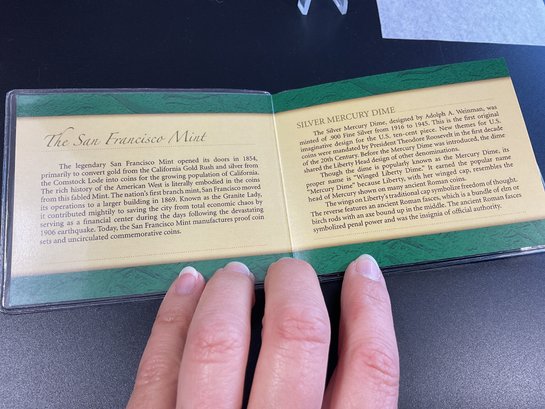 The San Francisco Mint
The legendary San Francisco Mint opened its doors in 1854,
primarily to convert gold from the California Gold Rush and silver from
the Comstock Lode into coins for the growing population of California.
The rich history of the American West is literally embodied in the coins
from this fabled Mint. The nation's first branch mint, San Francisco moved
its operations to a larger building in 1869. Known as the Granite Lady,
it contributed mightily to saving the city from total economic chaos by
serving as a financial center during the days following the devastating
1906 earthquake. Today, the San Francisco Mint manufactures proof coin
sets and uncirculated commemorative coins.
SILVER MERCURY DIME
The Silver Mercury Dime, designed by Adolph A. Weinman, was
minted of .900 Fine Silver from 1916 to 1945. This is the first original
imaginative design for the U.S. ten-cent piece. New themes for U.S.
coins were mandated by President Theodore Roosevelt in the first decade
of the 20th Century. Before the Mercury Dime was introduced, the dime
shared the Liberty Head design of other denominations.
Though the dime is popularly known as the Mercury Dime, its
proper name is "Winged Liberty Dime." It earned the popular name
"Mercury Dime" because Liberty, with her winged cap, resembles the
head of Mercury shown on many ancient Roman coins.
The wings on Liberty's traditional cap symbolize freedom of thought.
The reverse features an ancient Roman faces, which is a bundle of elm or
birch rods with an axe bound up in the middle. The ancient Roman faces
symbolized penal power and was the insignia of official authority.